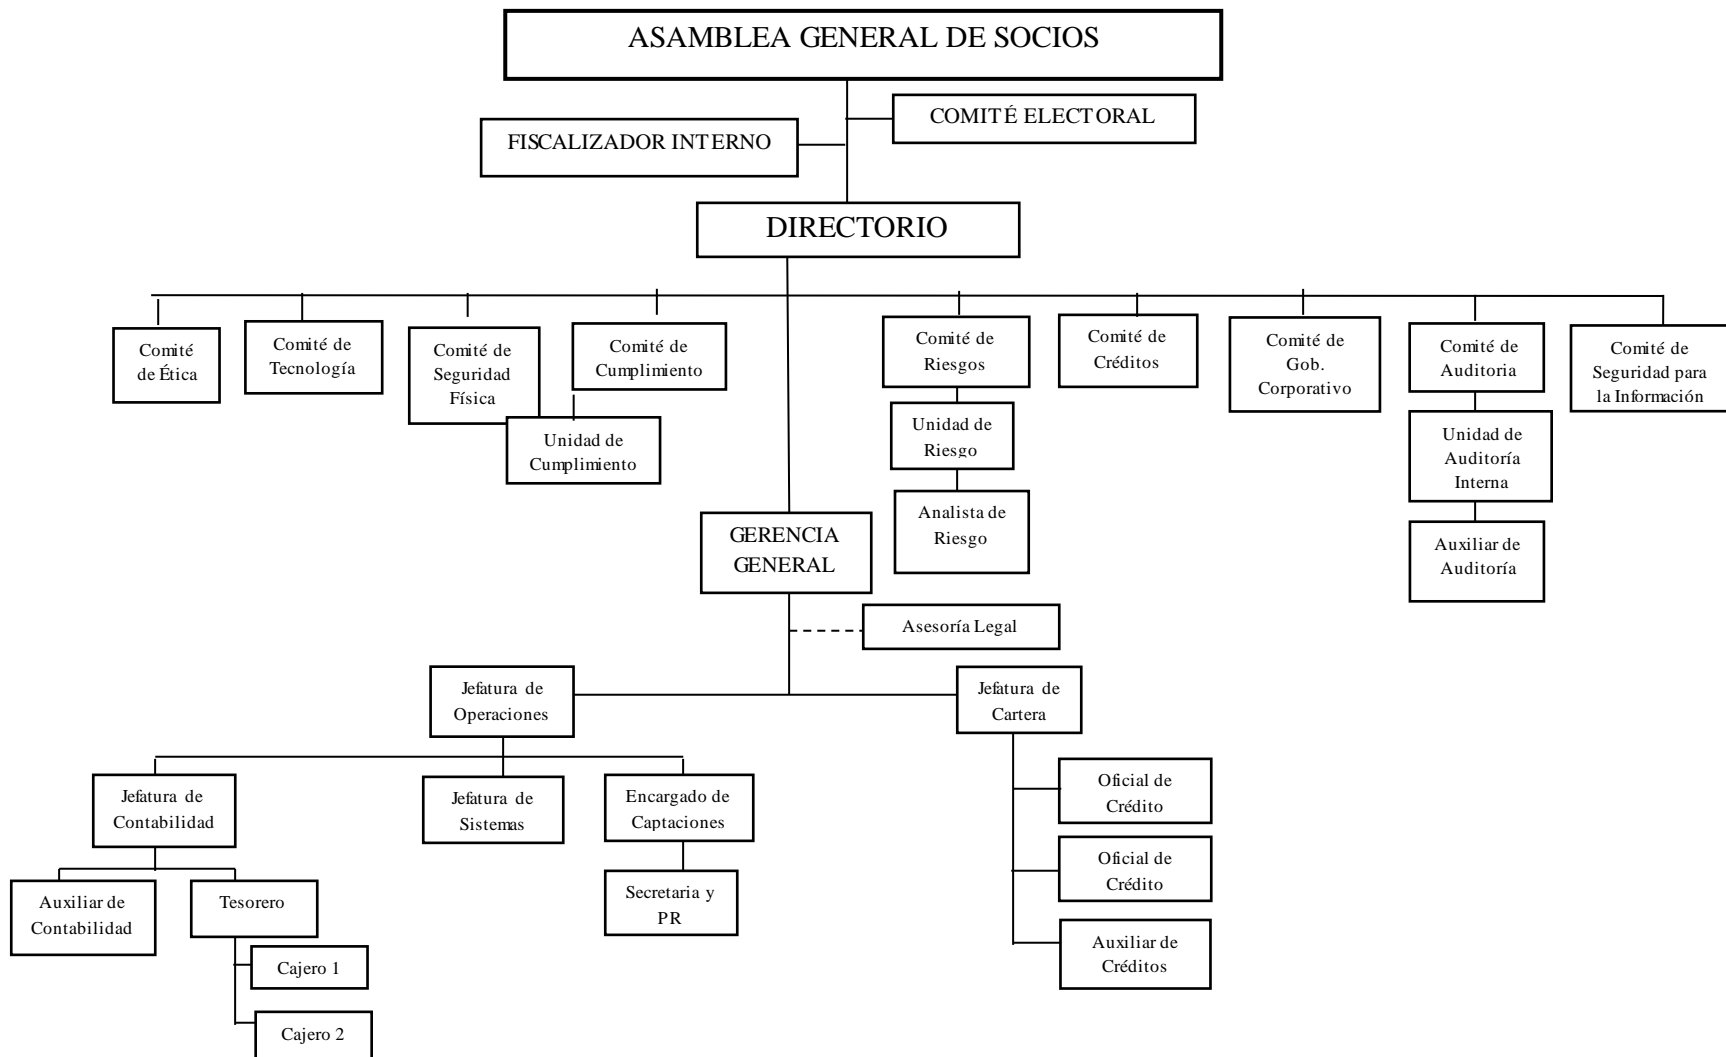 ASAMBLEA GENERAL DE SOCIOS
COMITÉ ELECTORAL
FISCALIZADOR INTERNO
DIRECTORIO
Comité
de Ética
Comité de
Tecnología
Comité de
Seguridad
Física
Comité de
Cumplimiento
Unidad de
Cumplimiento
Comité de
Riesgos
Unidad de
Riesgo
Analista de
Riesgo
Comité de
Créditos
Comité de
Gob.
Corporativo
Comité de
Auditoria
Unidad de
Auditoría
Interna
Auxiliar de
Auditoría
Comité de
Seguridad para
la Información
GERENCIA
GENERAL
Asesoría Legal
Jefatura de
Operaciones
Jefatura de
Cartera
Jefatura de
Contabilidad
Jefatura de
Sistemas
Encargado de
Captaciones
Auxiliar de
Contabilidad
Tesorero
Cajero 1
Cajero 2
Secretaria y
PR
Oficial de
Crédito
Oficial de
Crédito
Auxiliar de
Créditos